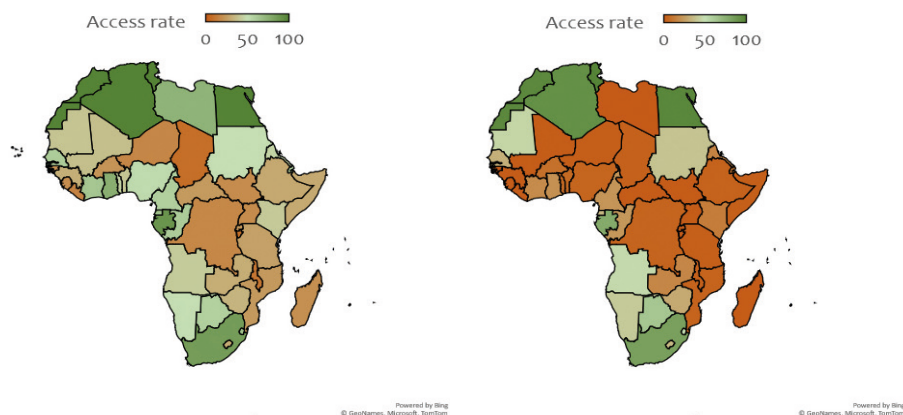 Access rate
0 50 100
Access rate
0 50 100
Powered by Bing
© GeoNames, Microsoft, TomTom
Powered by Bing
© GeoNames, Microsoft, TomTom